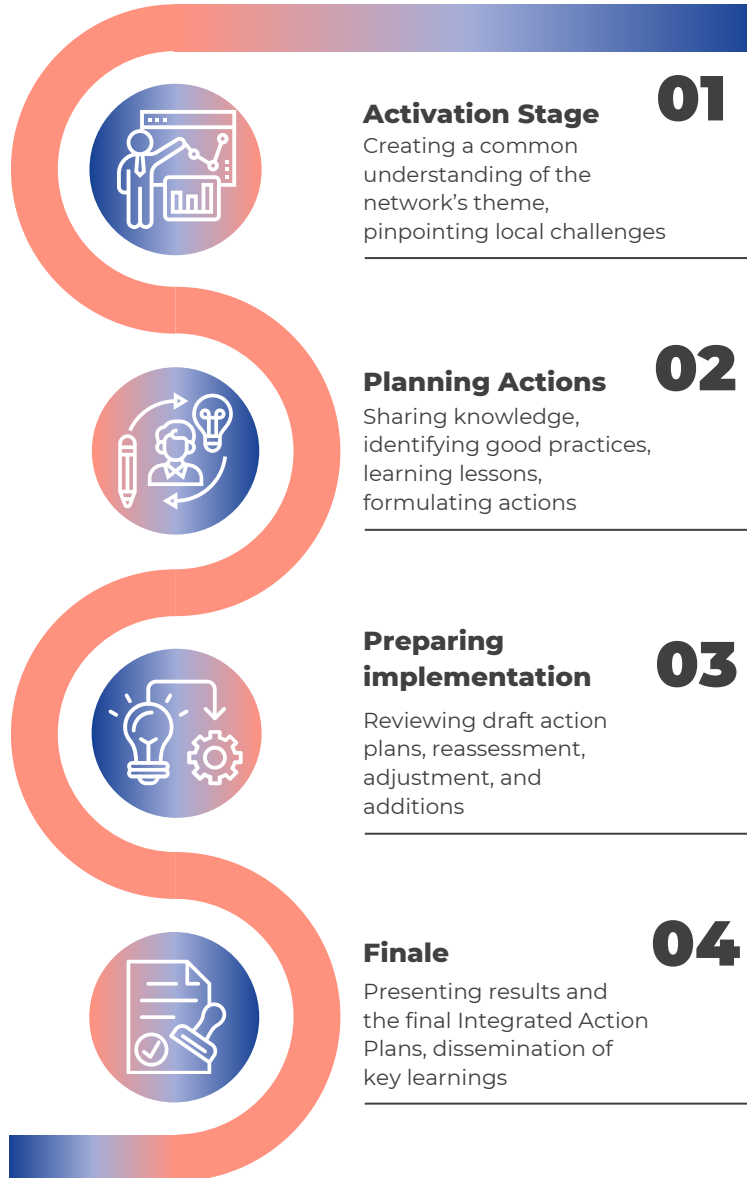 01
Activation Stage
Creating a common
understanding of the
network’s theme,
pinpointing local challenges
02
Planning Actions
Sharing knowledge,
identifying good practices,
learning lessons,
formulating actions
Preparing
implementation
03
Reviewing draft action
plans, reassessment,
adjustment, and
additions
04
Finale
Presenting results and
the final Integrated Action
Plans, dissemination of
key learnings